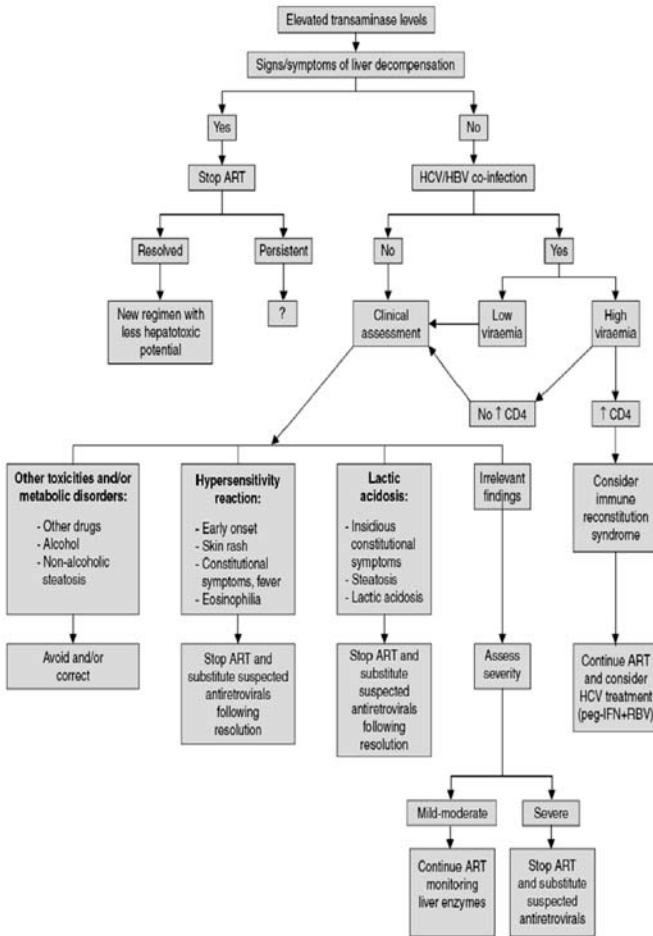 Elevated transaminase levels
Signs/symptoms of liver decompensation
Yes
No
Stop ART
HCV/HBV co-infection
Resolved
Persistent
No
Yes
New regimen with
less hepatotoxic
potential
?
Clinical
assessment
Low
viraemia
High
viraemia
No ↑ CD4
↑ CD4
Other toxicities and/or
metabolic disorders:
- Other drugs
- Alcohol
- Non-alcoholic
steatosis
Hypersensitivity
reaction:
- Early onset
- Skin rash
- Constitutional
symptoms, fever
- Eosinophilia
Lactic
acidosis:
- Insidious
constitutional
symptoms
- Steatosis
- Lactic acidosis
Irrelevant
findings
Consider
immune
reconstitution
syndrome
Avoid and/or
correct
Stop ART and
substitute suspected
antiretrovirals
following
resolution
Stop ART and
substitute
suspected
antiretrovirals
following
resolution
Assess
severity
Continue ART
and consider
HCV treatment
(peg-IFN+RBV)
Mild-moderate
Severe
Continue ART
monitoring
liver enzymes
Stop ART
and substitute
suspected
antiretrovirals